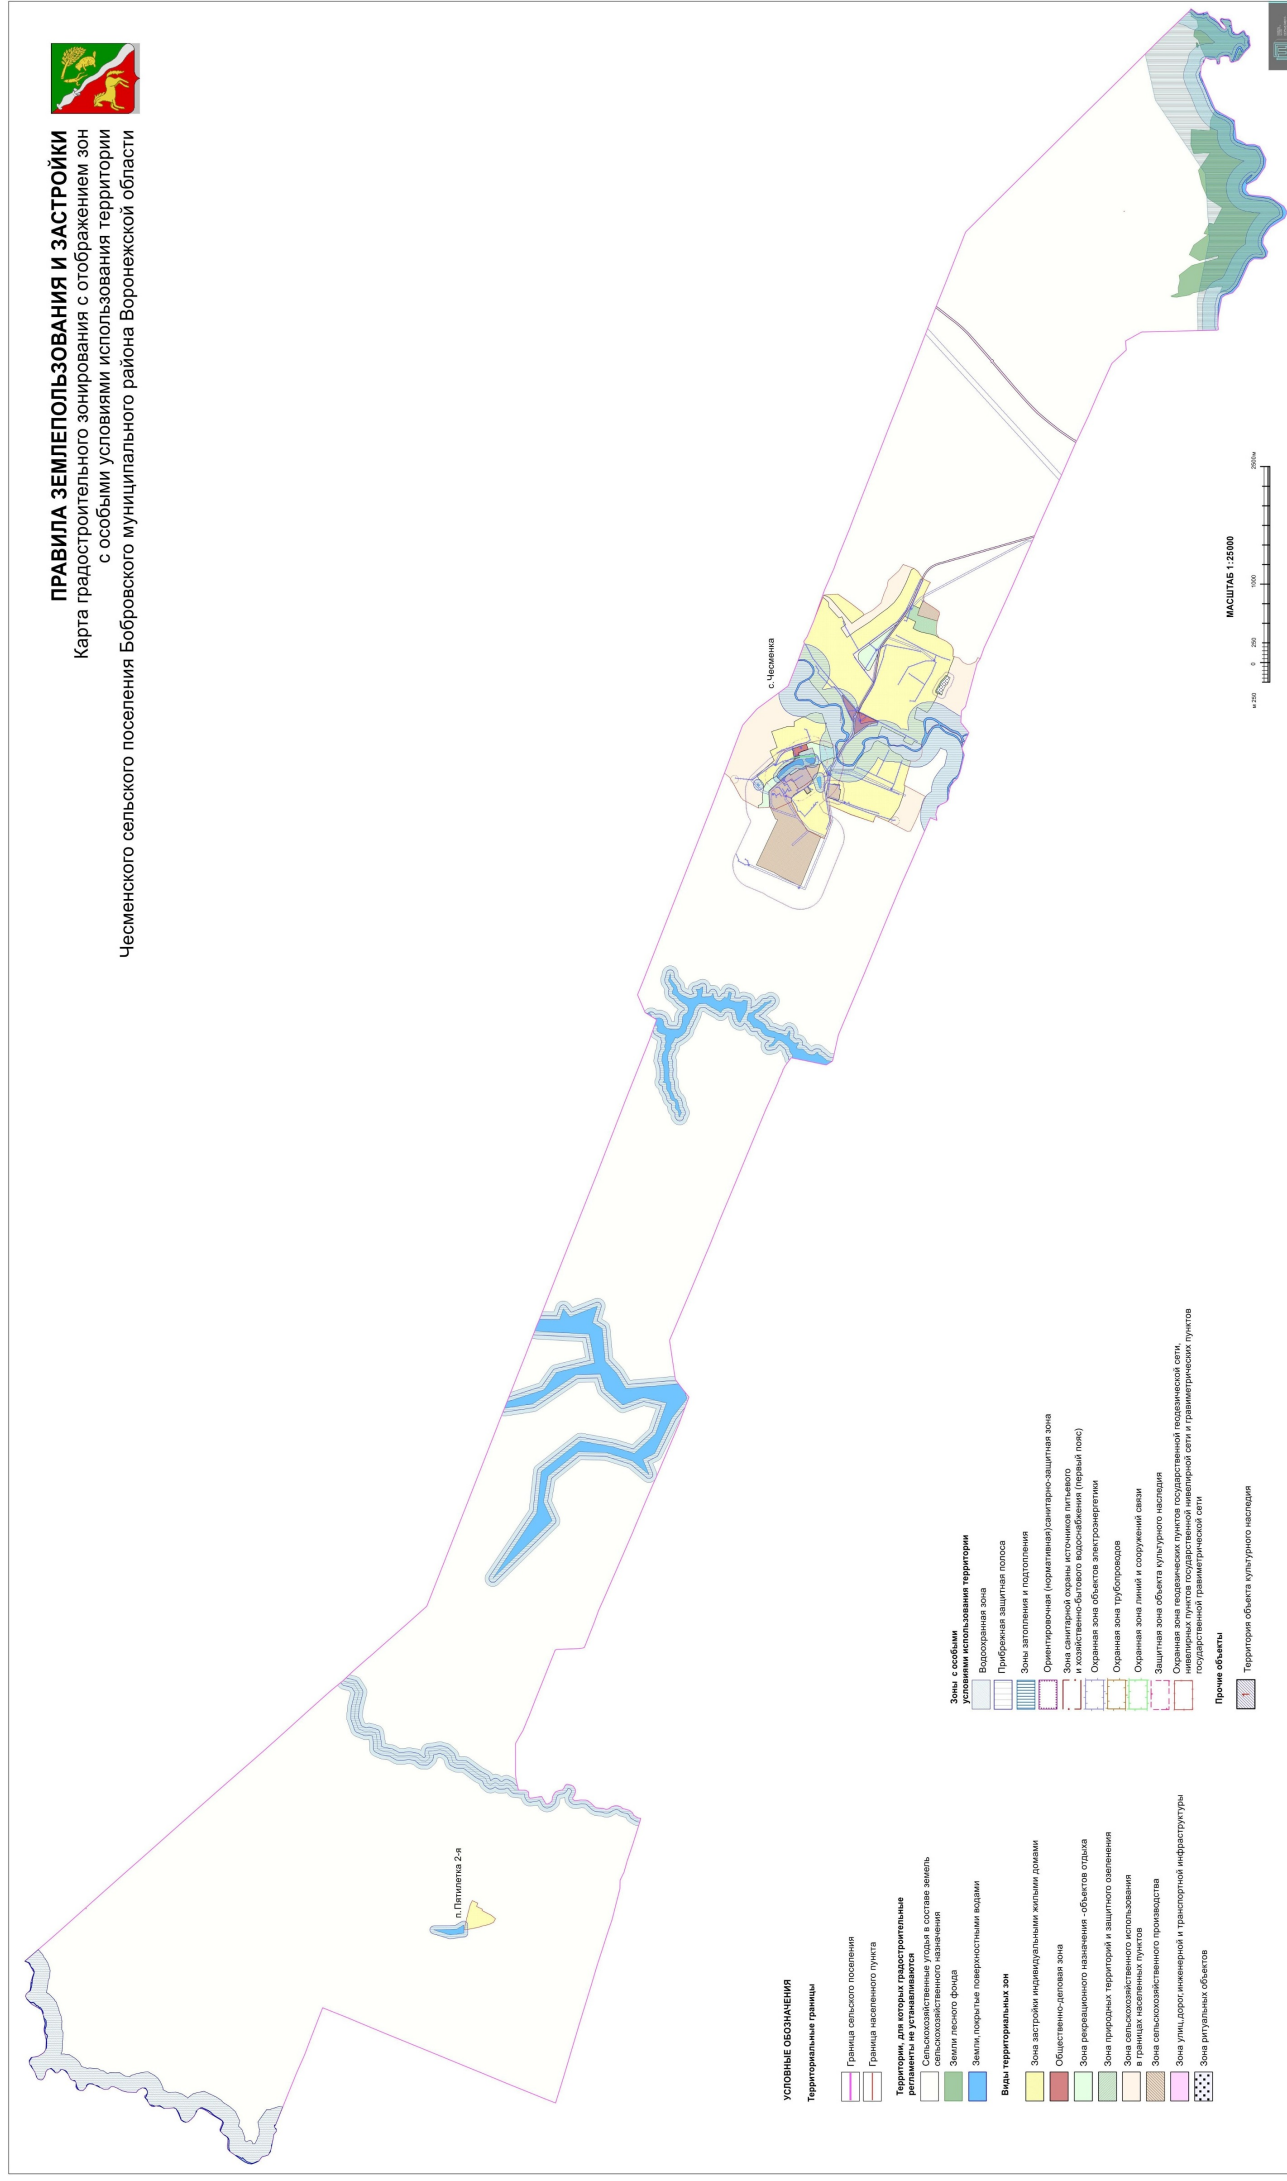 ПРАВИЛА ЗЕМЛЕПОЛЬЗОВАНИЯ И ЗАСТРОЙКИ
Карта градостроительного зонирования с отображением зон
с особыми условиями использования территории
Чесменского сельского поселения Бобровского муниципального района Воронежской области
с.Чесменка
п.Пятилетка 2-я
УСЛОВНЫЕ ОБОЗНАЧЕНИЯ
Территориальные границы
Граница сельского поселения
Граница населенного пункта
Территории, для которых градостроительные
регламенты не устанавливаются
Сельскохозяйственные угодья в составе земель
сельскохозяйственного назначения
Земли лесного фонда
Земли,покрытые поверхностными водами
Виды территориальных зон
Зона застройки индивидуальными жилыми домами
Общественно-деловая зона
Зона рекреационного назначения -объектов отдыха
Зона природных территорий и защитного озеленения
Зона сельскохозяйственного использования
в границах населенных пунктов
Зона сельскохозяйственного производства
Зона улиц,дорог,инженерной и транспортной инфраструктуры
Зона ритуальных объектов
Зоны с особыми
условиями использования территории
Водоохранная зона
Прибрежная защитная полоса
Зоны затопления и подтопления
Ориентировочная (нормативная)санитарно-защитная зона
Зона санитарной охраны источников питьевого
и хозяйственно-бытового водоснабжения (первый пояс)
Охранная зона объектов электроэнергетики
Охранная зона трубопроводов
Охранная зона линий и сооружений связи
Защитная зона объекта культурного наследия
Охранная зона геодезических пунктов государственной геодезической сети,
нивелирных пунктов государственной нивелирной сети и гравиметрических пунктов
государственной гравиметрической сети
Прочие объекты
1
Территория объекта культурного наследия
МАСШТАБ 1:25000
м 250 0 250 1000 2500м